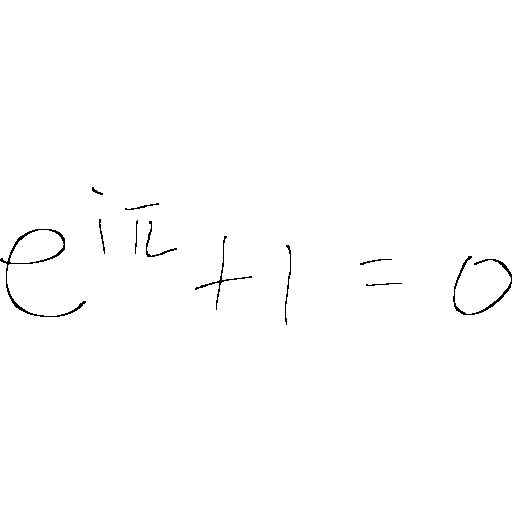 e^{iπ} + 1 = 0